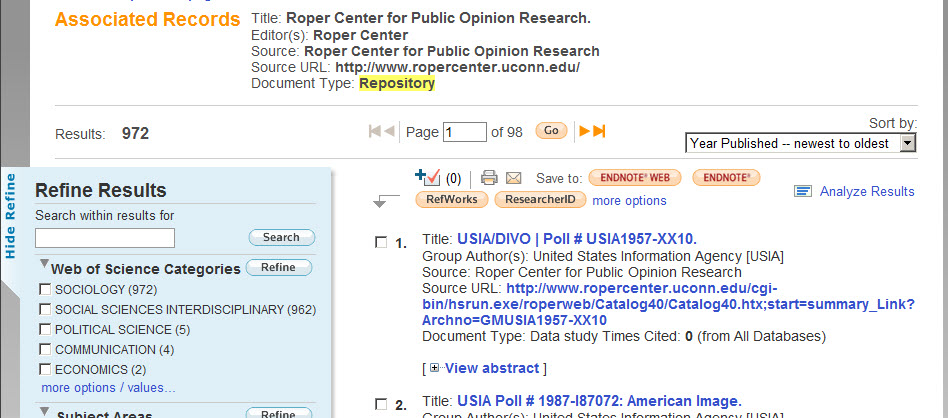 Associated Records
Title: Roper Center for Public Opinion Research.
Editor(s): Roper Center
Source: Roper Center for Public Opinion Research
Source URL: http://www.ropercenter.uconn.edu/
Document Type: Repository
Results: 972
Page 1 of 98 Go
Sort by:
Year Published -- newest to oldest
Hide Refine
Refine Results
Search within results for
Search
Web of Science Categories Refine
SOCIOLOGY (972)
SOCIAL SCIENCES INTERDISCIPLINARY (962)
POLITICAL SCIENCE (5)
COMMUNICATION (4)
ECONOMICS (2)
more options / values...
Subject Areas Refine
(0) Save to: ENDNOTE® WEB ENDNOTE®
RefWorks ResearcherID more options
Analyze Results
1. Title: USIA/DIVO | Poll # USIA1957-XX10.
Group Author(s): United States Information Agency [USIA]
Source: Roper Center for Public Opinion Research
Source URL: http://www.ropercenter.uconn.edu/cgi-
bin/hsrun.exe/roperweb/Catalog40/Catalog40.htx;start=summary_Link?
Archno=GMUSIA1957-XX10
Document Type: Data study Times Cited: 0 (from All Databases)
[ View abstract ]
2. Title: USIA Poll # 1987-I87072: American Image.
Group Author(s): United States Information Agency [USIA]